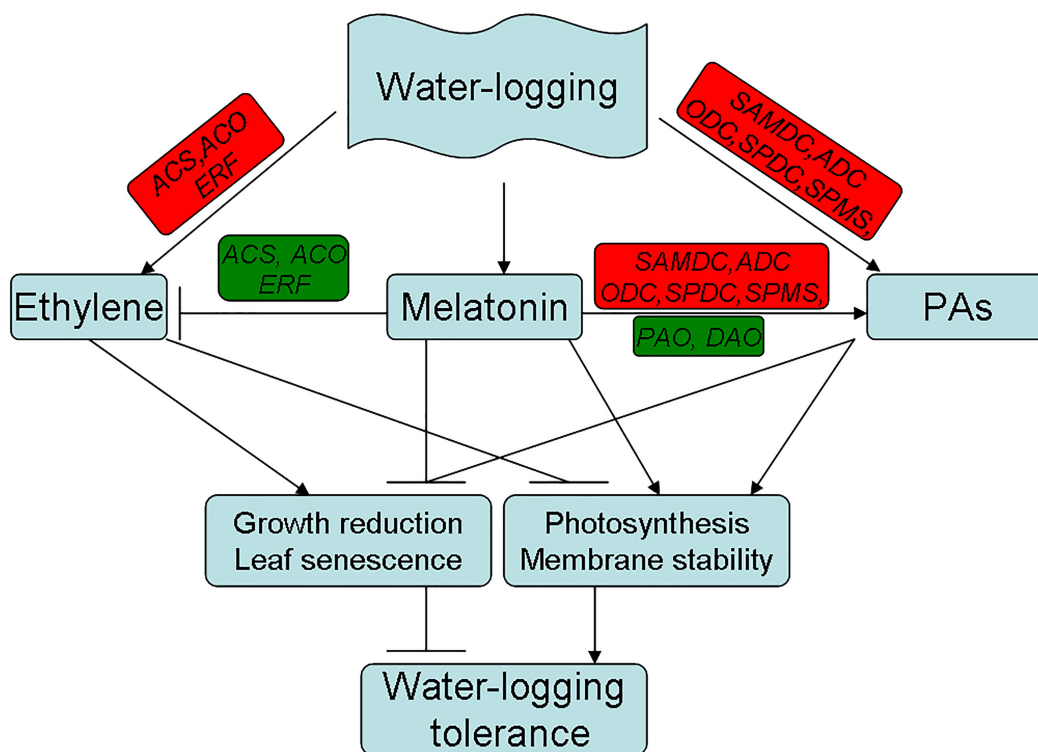 Water-logging
ACS,ACO
ERF
SAMDC,ADC
ODC,SPDC,SPMS,
ACS, ACO
ERF
SAMDC,ADC
ODC,SPDC,SPMS,
Ethylene
Melatonin
PAs
PAO, DAO
Growth reduction
Leaf senescence
Photosynthesis
Membrane stability
Water-logging
tolerance